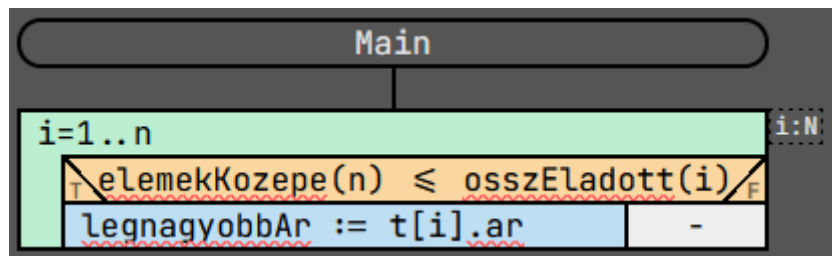 Main
i=1..n
i:N
T elemekKozepe(n) ⩽ osszEladott(i) F
legnagyobbAr := t[i].ar -